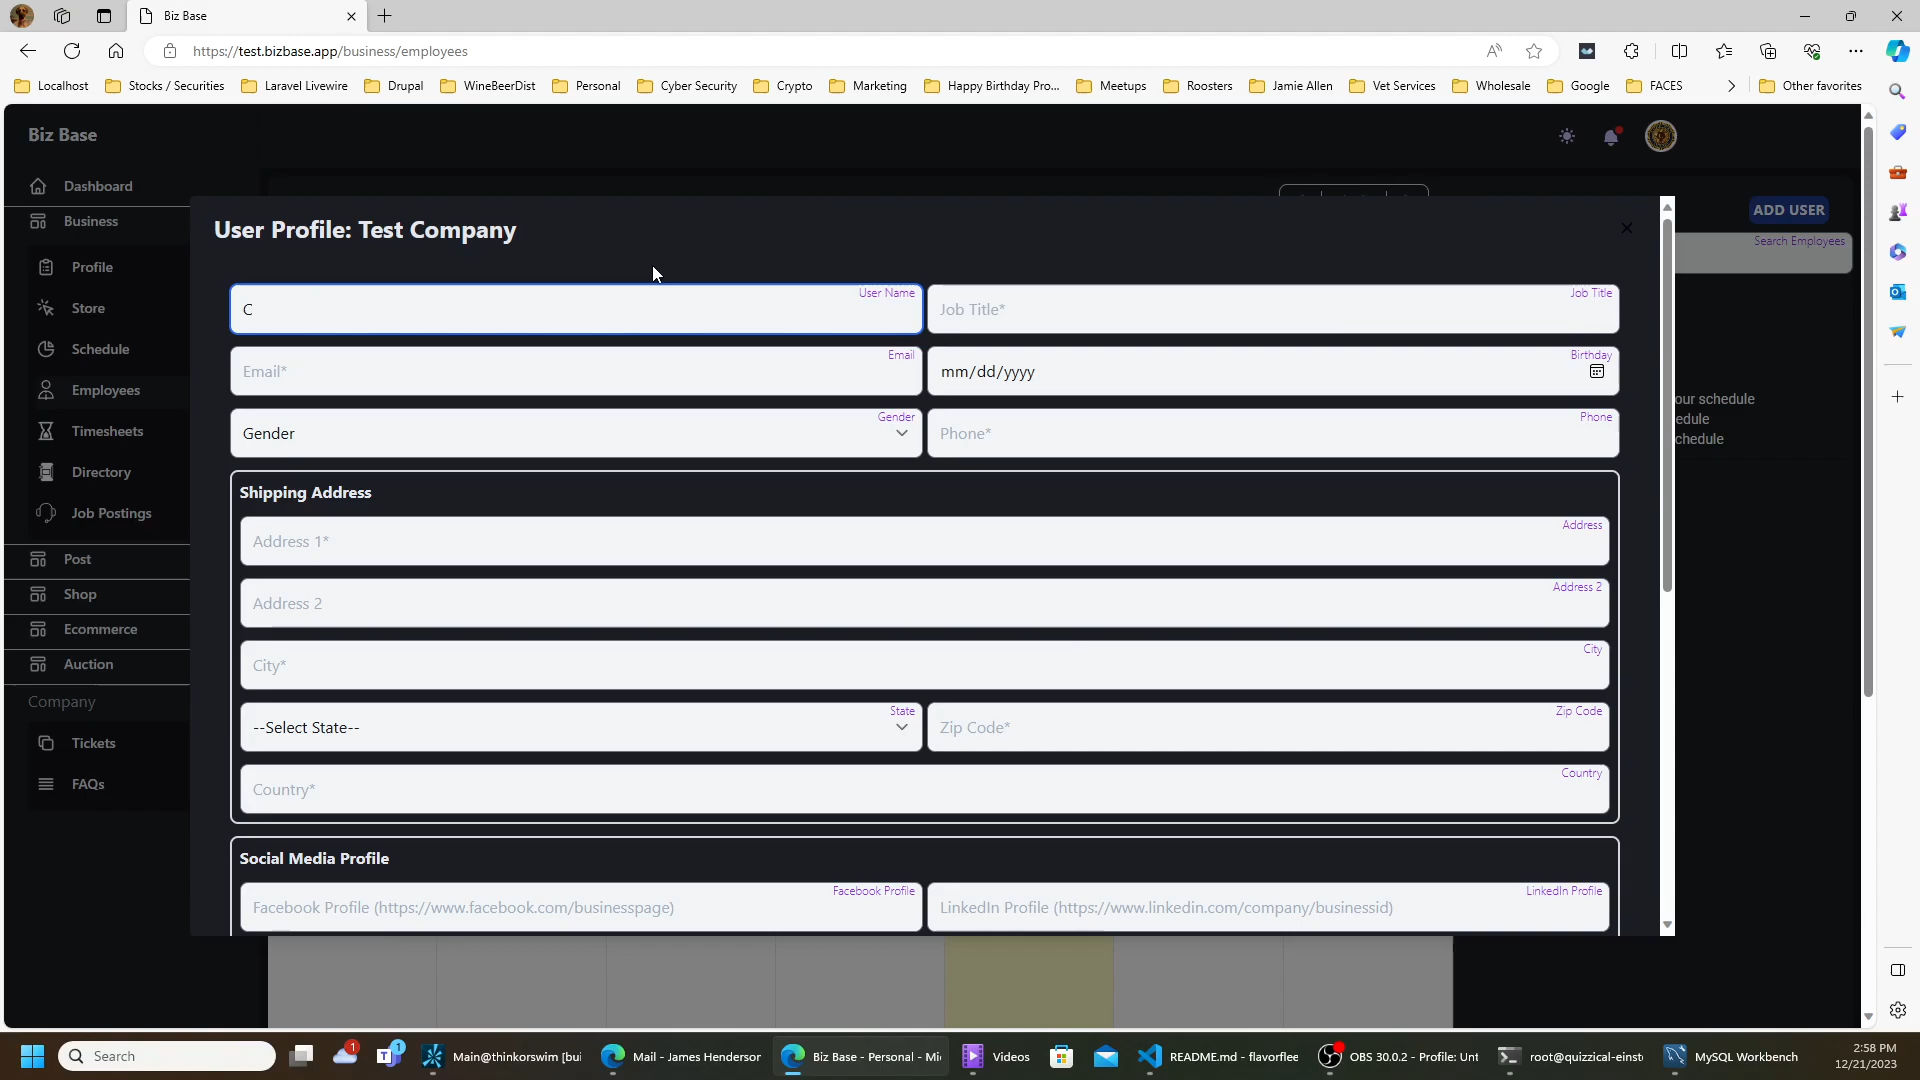 Biz Base
https://test.bizbase.app/business/employees
Localhost
Stocks / Securities
Laravel Livewire
Drupal
WineBeerDist
Personal
Cyber Security
Crypto
Marketing
Happy Birthday Pro...
Meetups
Roosters
Jamie Allen
Vet Services
Wholesale
Google
FACES
Other favorites
Biz Base
Dashboard
Business
Profile
Store
Schedule
Employees
Timesheets
Directory
Job Postings
Post
Shop
Ecommerce
Auction
Company
Tickets
FAQs
ADD USER
Search Employees
our schedule
edule
chedule
User Profile: Test Company
User Name
C
Job Title
Job Title*
Email
Email*
Birthday
mm/dd/yyyy
Gender
Gender
Phone
Phone*
Shipping Address
Address
Address 1*
Address 2
Address 2
City
City*
State
--Select State--
Zip Code
Zip Code*
Country
Country*
Social Media Profile
Facebook Profile
Facebook Profile (https://www.facebook.com/businesspage)
LinkedIn Profile
LinkedIn Profile (https://www.linkedin.com/company/businessid)
Search
1
1
Main@thinkorswim [bui
Mail - James Henderson
Biz Base - Personal - Mi
Videos
README.md - flavorflee
OBS 30.0.2 - Profile: Unt
root@quizzical-einst
MySQL Workbench
2:58 PM
12/21/2023